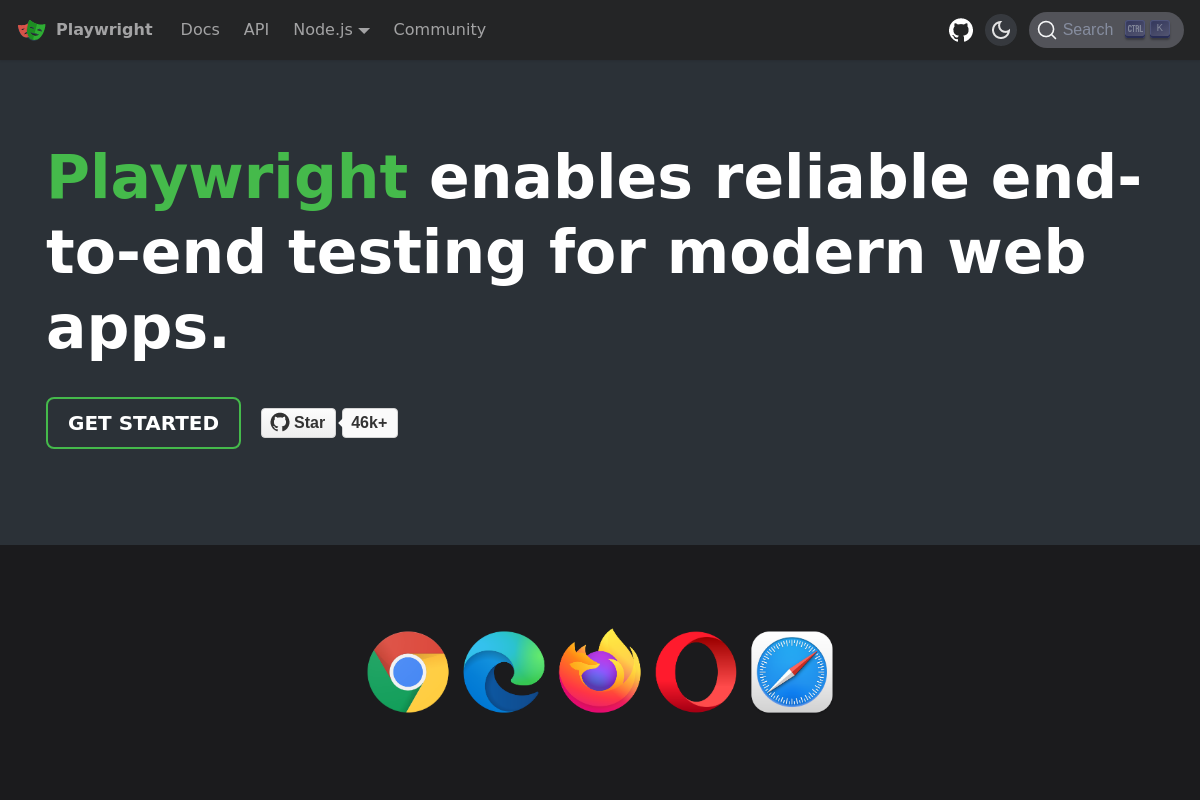 Playwright Docs API Node.js Community Search CTRL K
Playwright enables reliable end-
to-end testing for modern web
apps.
GET STARTED Star 46k+